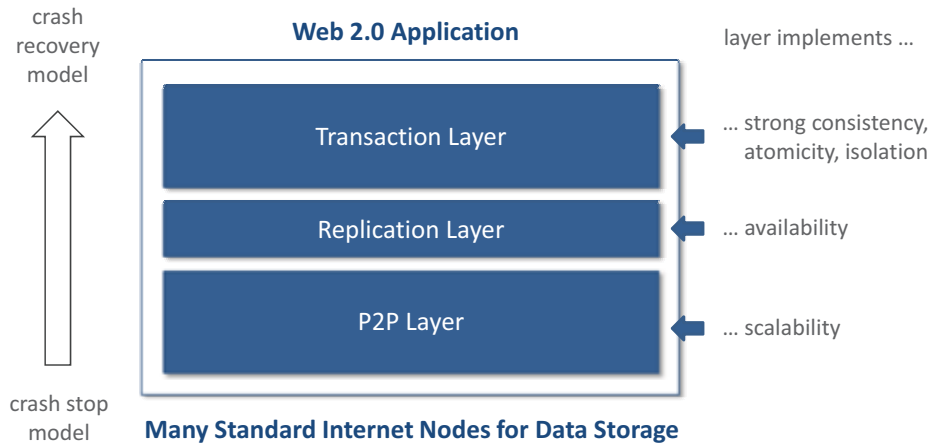 crash
recovery
model
Web 2.0 Application
layer implements …
Transaction Layer
… strong consistency,
atomicity, isolation
Replication Layer
… availability
P2P Layer
… scalability
crash stop
model
Many Standard Internet Nodes for Data Storage